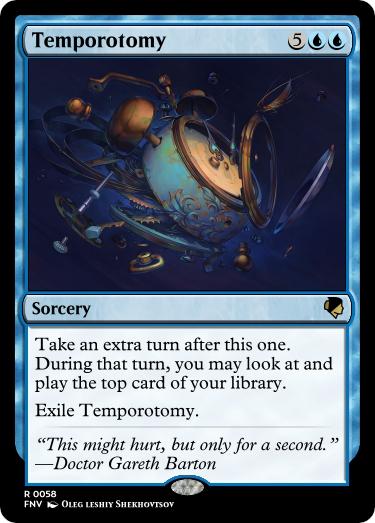 Temporotomy 5
Sorcery
Take an extra turn after this one.
During that turn, you may look at and
play the top card of your library.
Exile Temporotomy.
“This might hurt, but only for a second.”
—Doctor Gareth Barton
R 0058
FNV Oleg leshiy Shekhovtsov